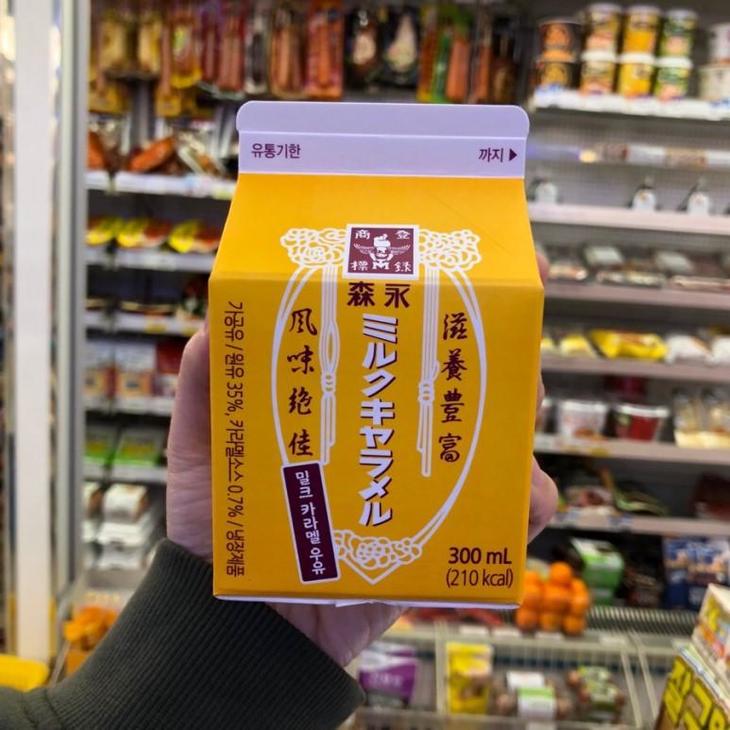 유통기한
까지 ▶
商 登
標 録
森永
滋養豊富
ミルクキャラメル
風味絶佳
밀크 카라멜 우유
가공유 / 원유 35%, 카라멜소스 0.7% / 냉장제품
300 mL
(210 kcal)